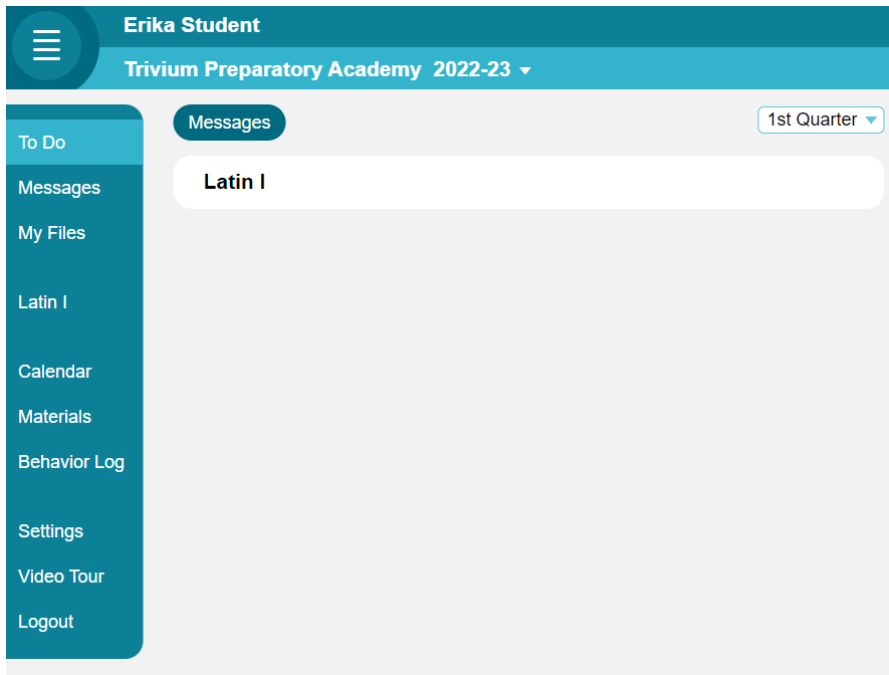 Erika Student
Trivium Preparatory Academy 2022-23
To Do
Messages
My Files
Latin I
Calendar
Materials
Behavior Log
Settings
Video Tour
Logout
Messages
1st Quarter
Latin I